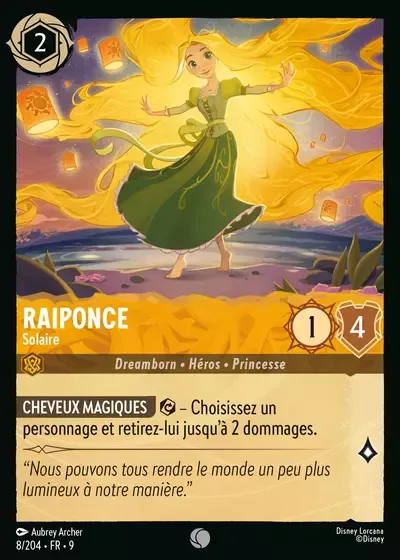 2
RAIPONCE
Solaire
1
4
Dreamborn • Héros • Princesse
CHEVEUX MAGIQUES – Choisissez un
personnage et retirez-lui jusqu'à 2 dommages.
“Nous pouvons tous rendre le monde un peu plus
lumineux à notre manière.”
Aubrey Archer
8/204 • FR • 9
Disney Lorcana
©Disney